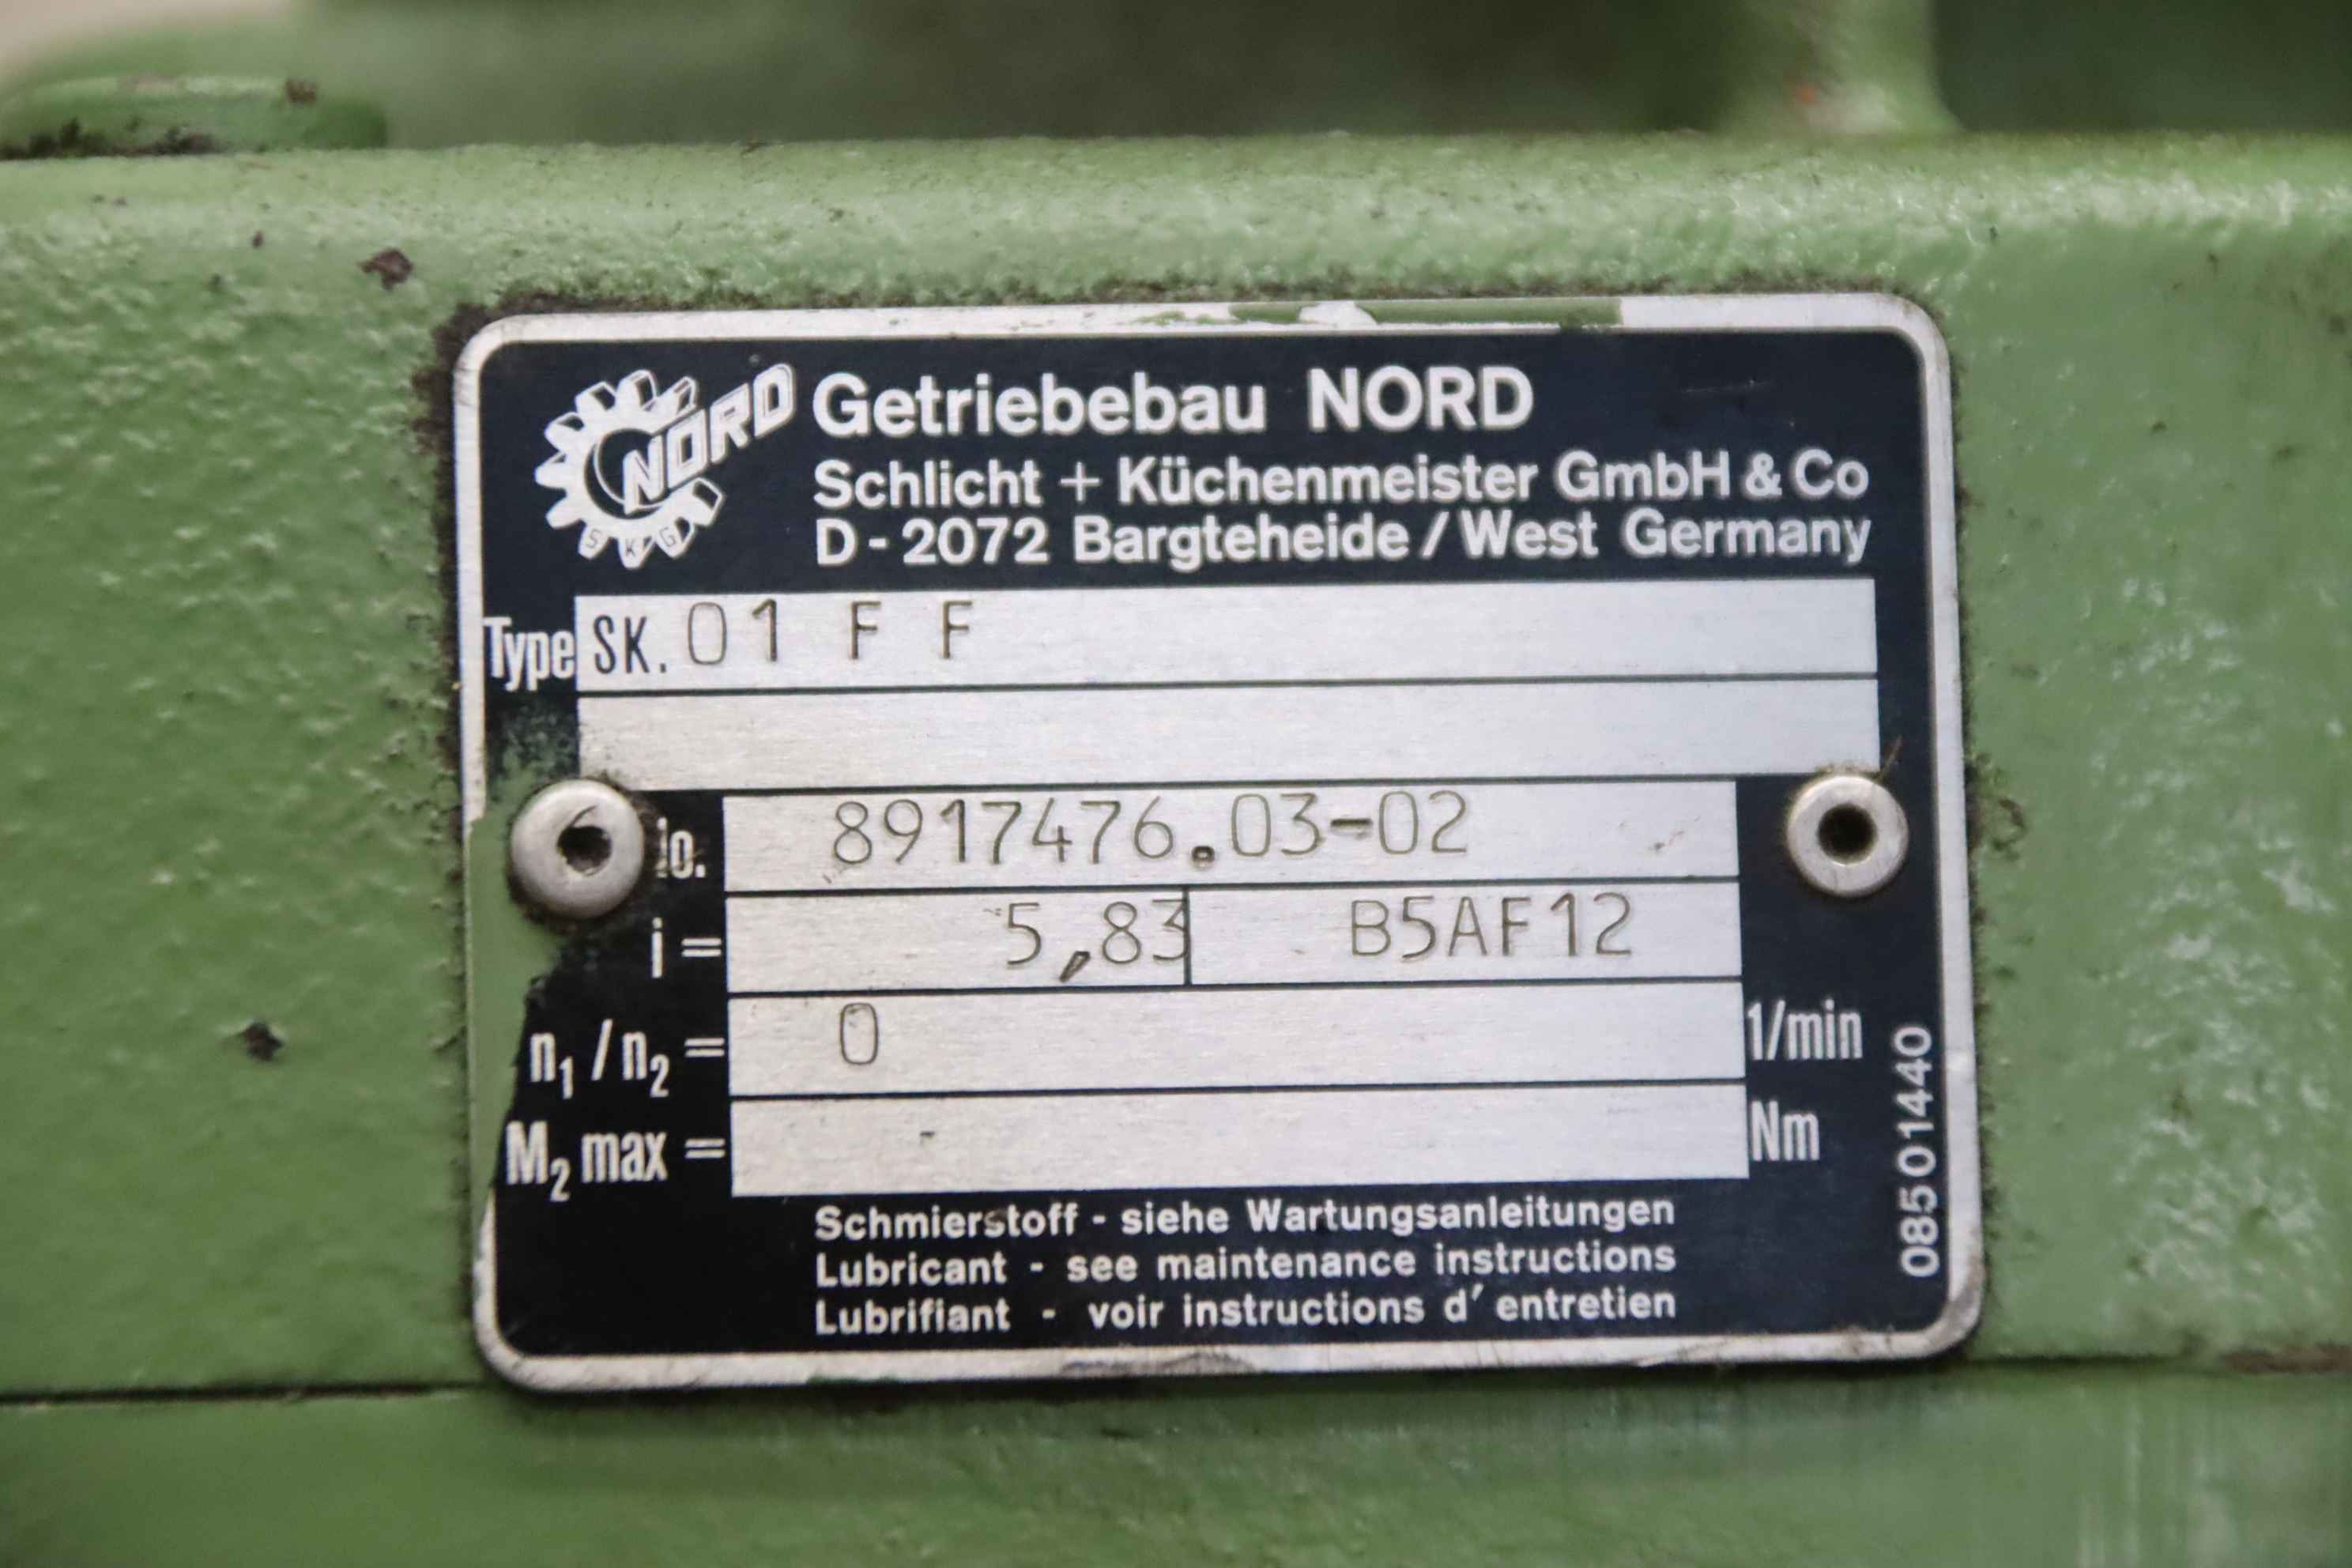 NORD
SKG
Getriebebau NORD
Schlicht + Küchenmeister GmbH & Co
D - 2072 Bargteheide / West Germany
Type SK. 01 F F
8917476.03-02
i = 5,83 B5AF12
n₁ / n₂ = 0 1/min
M₂ max = Nm
08501440
Schmierstoff - siehe Wartungsanleitungen
Lubricant - see maintenance instructions
Lubrifiant - voir instructions d' entretien